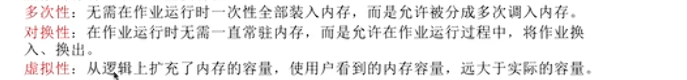 多次性：无需在作业运行时一次性全部装入内存，而是允许被分成多次调入内存。
对换性：在作业运行时无需一直常驻内存，而是允许在作业运行过程中，将作业换
入、换出。
虚拟性：从逻辑上扩充了内存的容量，使用户看到的内存容量，远大于实际的容量。